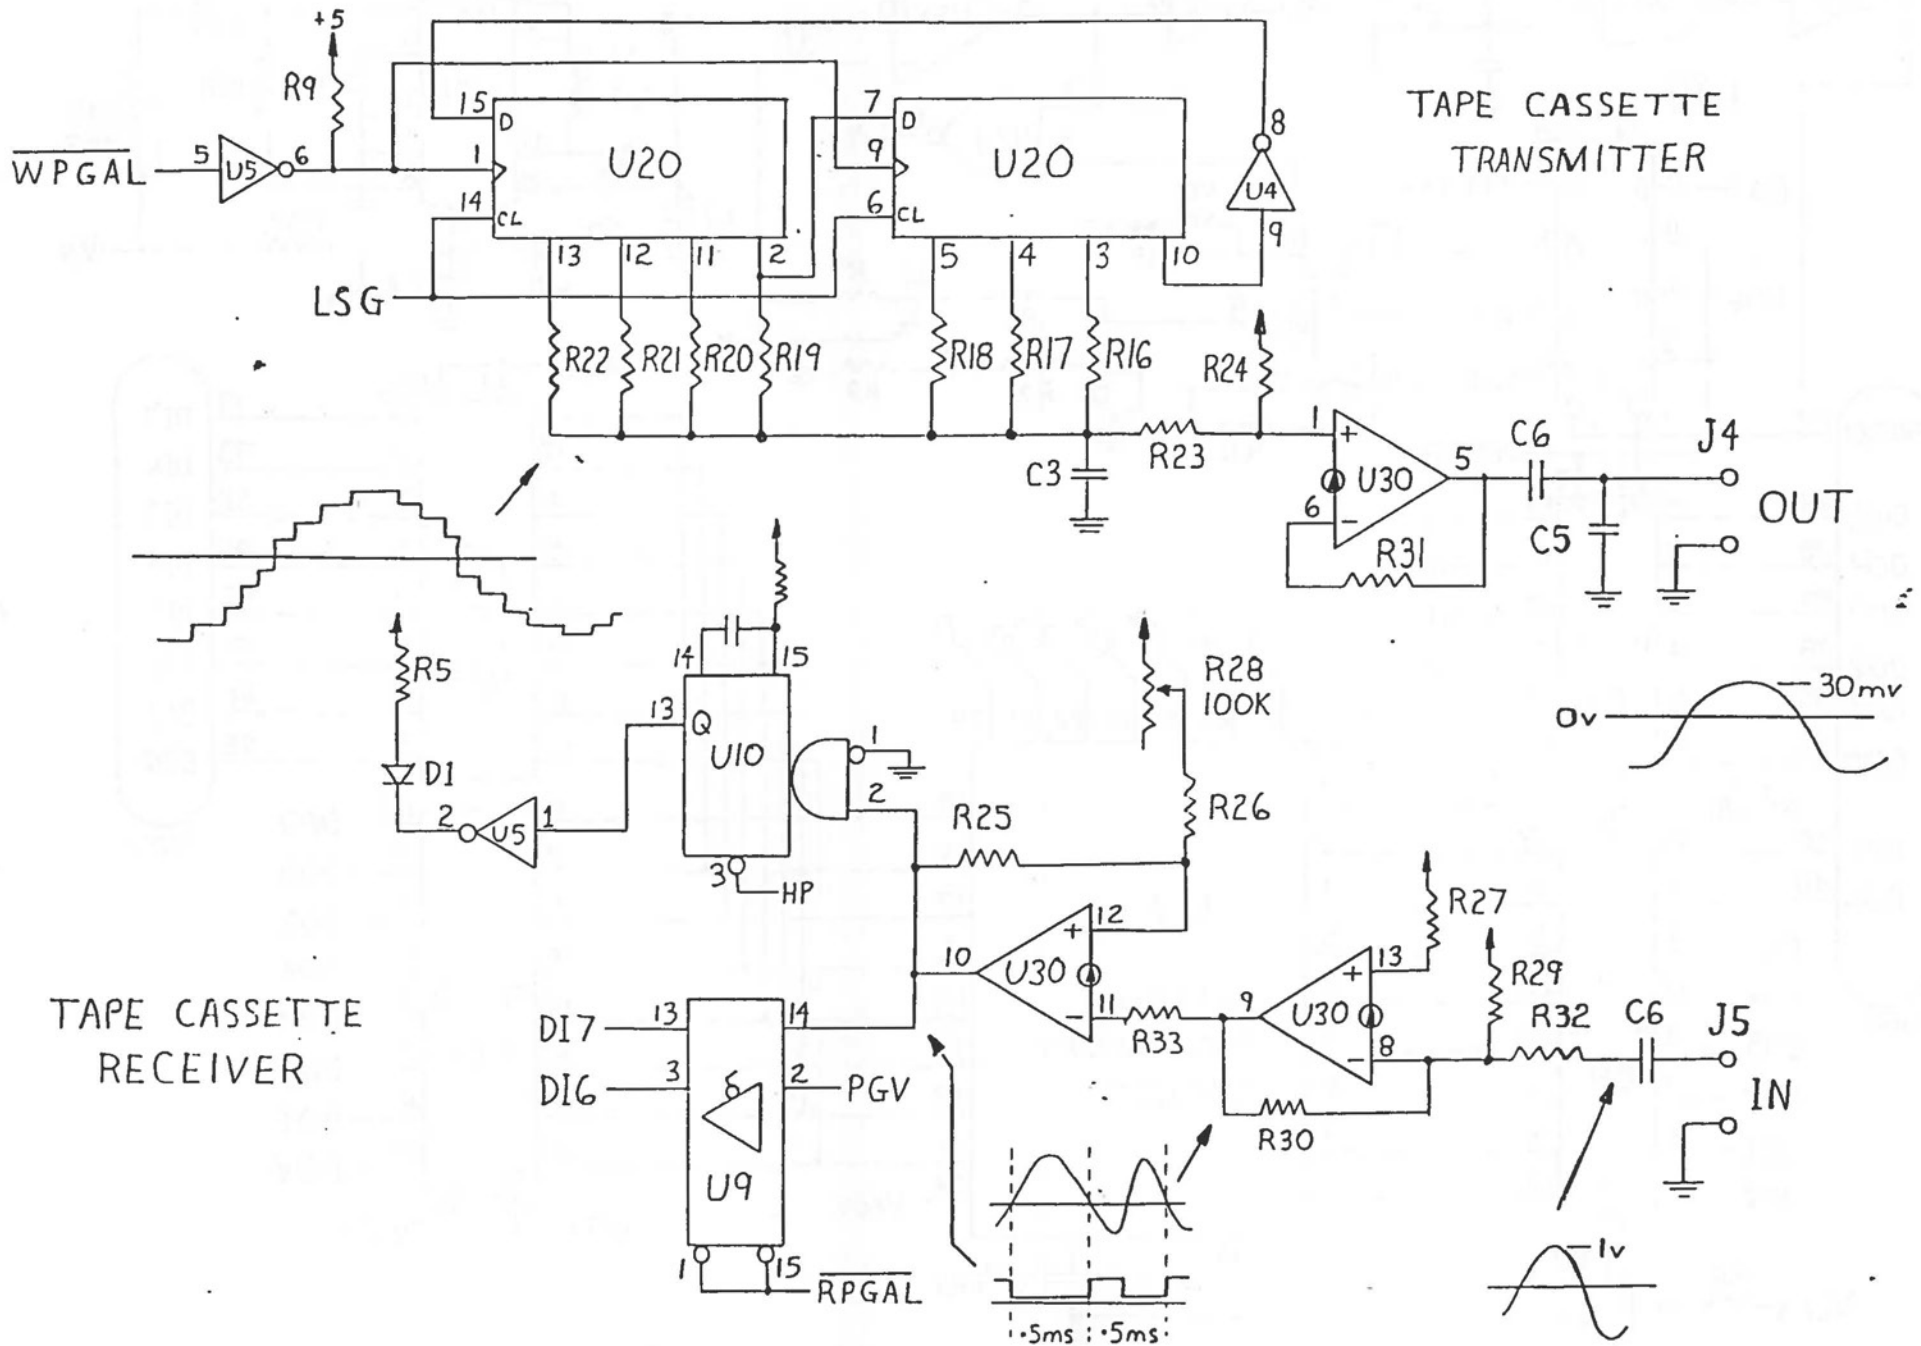 +5
R9
TAPE CASSETTE
TRANSMITTER
WPGAL
5
U5
6
15
D
1
14
CL
U20
13
12
11
2
7
D
9
6
CL
U20
5
4
3
10
8
U4
9
LSG
R22
R21
R20
R19
R18
R17
R16
R24
C3
R23
1
+
6
-
U30
5
R31
C6
C5
J4
OUT
R5
D1
2
U5
1
14
15
13
Q
U10
1
2
3
HP
R28
100K
R26
R25
0v
30mv
TAPE CASSETTE
RECEIVER
10
U30
+
12
-
11
R33
9
U30
+
13
-
8
R27
R29
R32
C6
J5
IN
R30
DI7
13
14
DI6
3
2
PGV
U9
1
15
RPGAL
.5ms
.5ms
1v